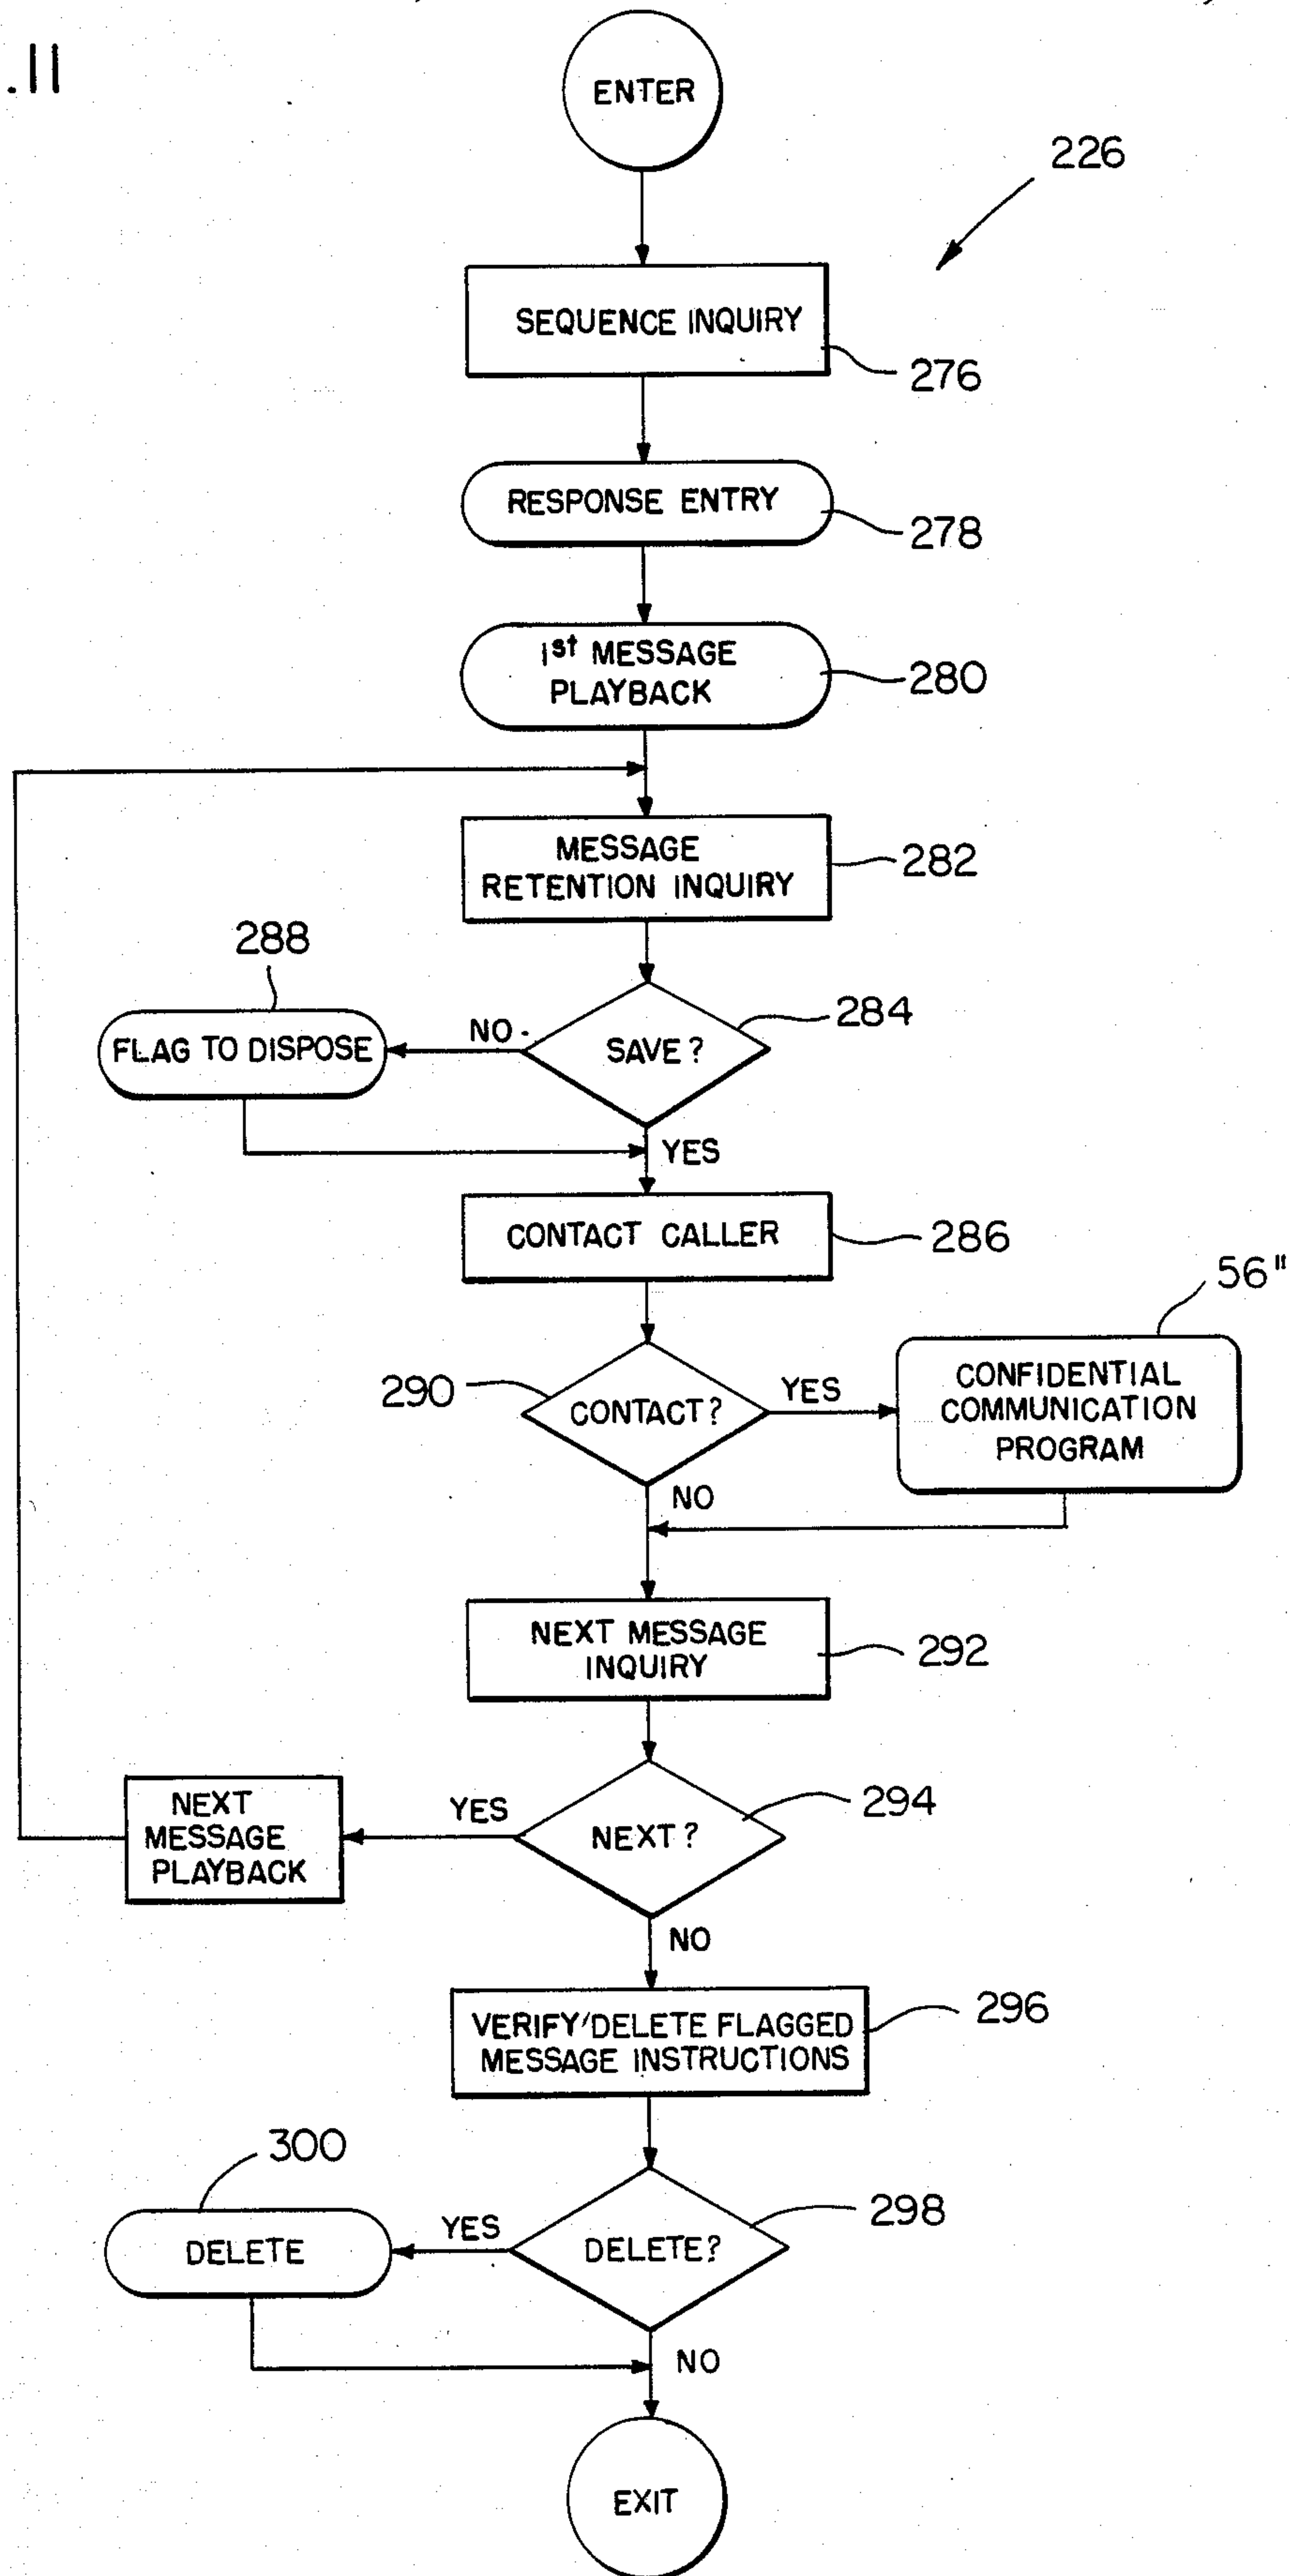 .11
ENTER
226
SEQUENCE INQUIRY
276
RESPONSE ENTRY
278
1st MESSAGE
PLAYBACK
280
MESSAGE
RETENTION INQUIRY
282
288
FLAG TO DISPOSE
NO
SAVE?
284
YES
CONTACT CALLER
286
56"
290
CONTACT?
YES
CONFIDENTIAL
COMMUNICATION
PROGRAM
NO
NEXT MESSAGE
INQUIRY
292
NEXT
MESSAGE
PLAYBACK
YES
NEXT?
294
NO
VERIFY/DELETE FLAGGED
MESSAGE INSTRUCTIONS
296
300
DELETE
YES
DELETE?
298
NO
EXIT